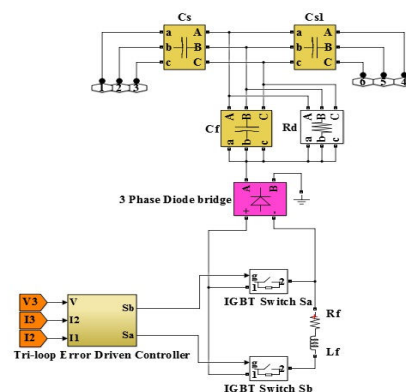 Cs
Cs1
a A
b B
c C
a A
b B
c C
1 2 3
6 5 4
A B C
a b c
Cf
A B C
a b c
Rd
3 Phase Diode bridge
A B
+ -
g
1 2
IGBT Switch Sa
V3
I3
I2
V
I2
I1
Sb
Sa
Tri-loop Error Driven Controller
Rf
Lf
g
1 2
IGBT Switch Sb